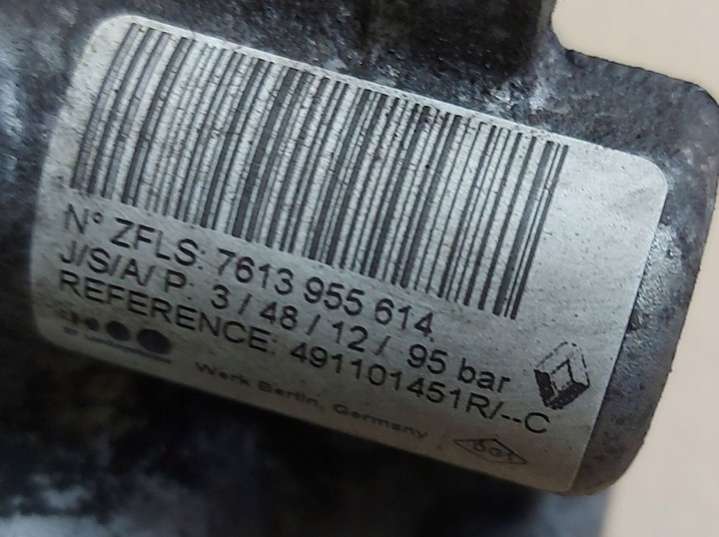 N° ZFLS: 7613 955 614
J/S/A/ P: 3 / 48 / 12 / 95 bar
REFERENCE: 491101451R/--C
Werk Berlin, Germany